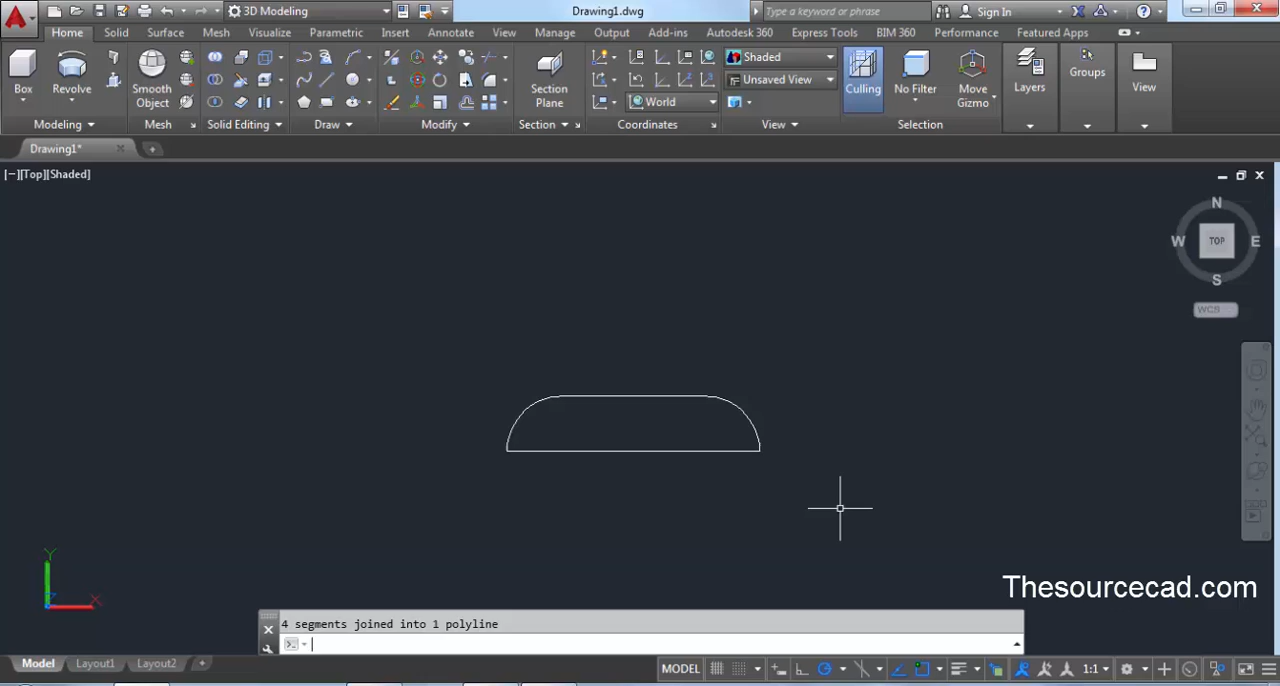 3D Modeling
Drawing1.dwg
Type a keyword or phrase
Sign In
Home Solid Surface Mesh Visualize Parametric Insert Annotate View Manage Output Add-ins Autodesk 360 Express Tools BIM 360 Performance Featured Apps
Box
Revolve
Smooth
Object
Section
Plane
Shaded
Unsaved View
World
Culling
No Filter
Move
Gizmo
Layers
Groups
View
Modeling Mesh Solid Editing Draw Modify Section Coordinates View Selection
Drawing1*
[−][Top][Shaded]
N
W TOP E
S
WCS
Y
X
Thesourcecad.com
4 segments joined into 1 polyline
Model Layout1 Layout2
MODEL
1:1